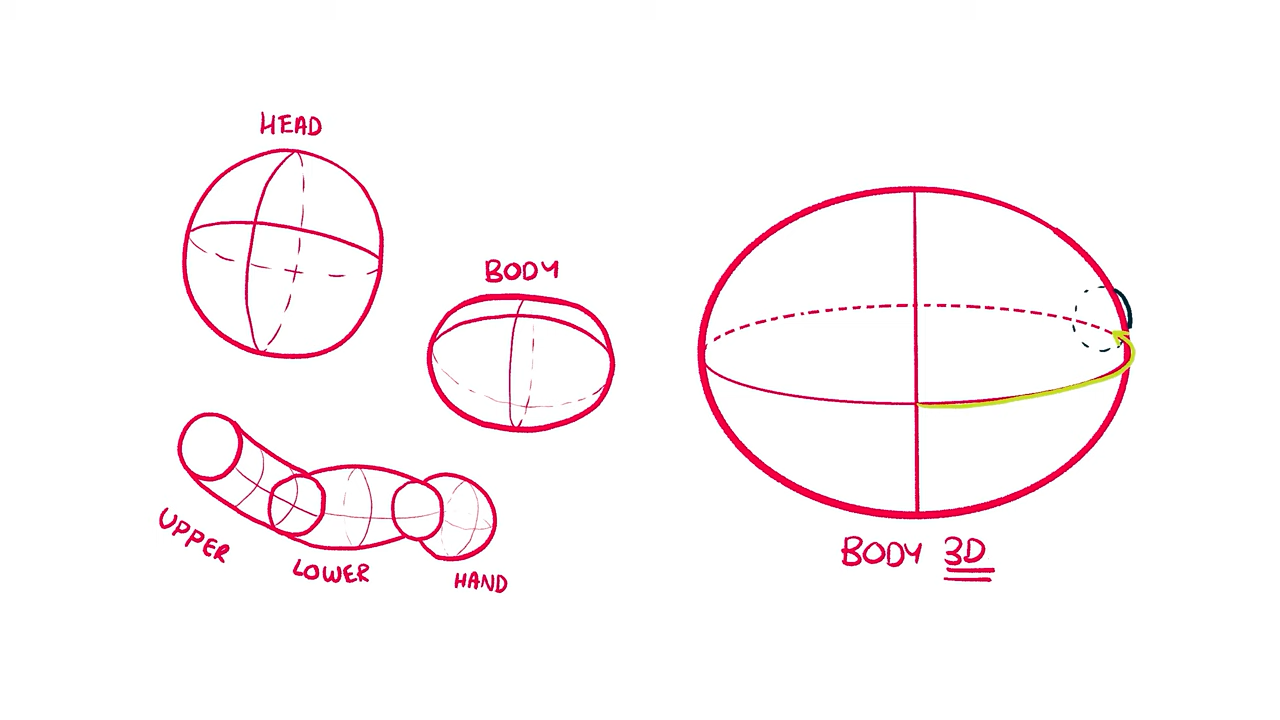 HEAD
BODY
UPPER
LOWER
HAND
BODY 3D